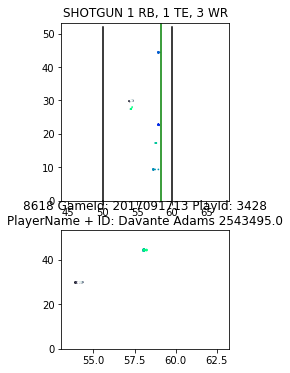 SHOTGUN 1 RB, 1 TE, 3 WR
50
40
30
20
10
0
45 50 55 60 65
8618 GameId: 2017091713 PlayId: 3428
PlayerName + ID: Davante Adams 2543495.0
40
20
0
55.0 57.5 60.0 62.5